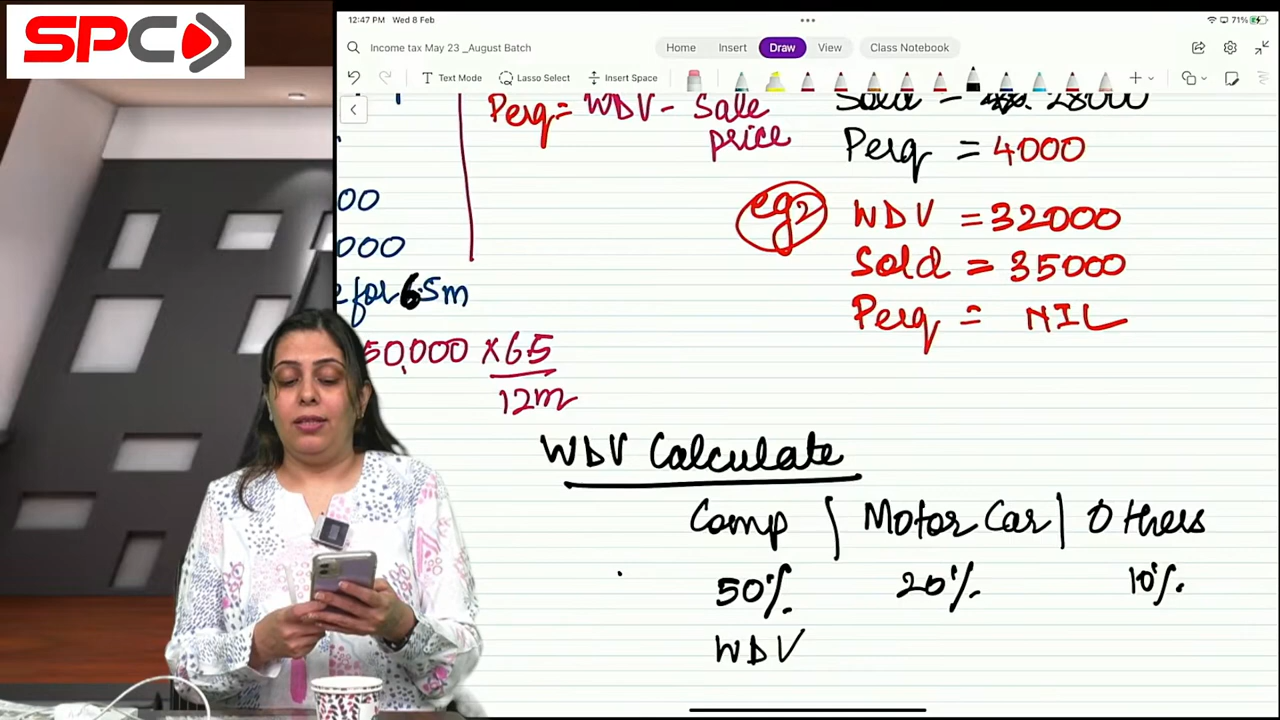 SPC
12:47 PM Wed 8 Feb
71%
Income tax May 23 _August Batch
Home Insert Draw View Class Notebook
Text Mode Lasso Select Insert Space
Perq = WDV - Sale price
Sold - 28000
Perq = 4000
eg2
WDV = 32000
Sold = 35000
Perq = NIL
00
000
for 6.5m
50,000 × 6.5
12m
WDV Calculate
Comp | Motor Car | Others
50% 20% 10%
WDV